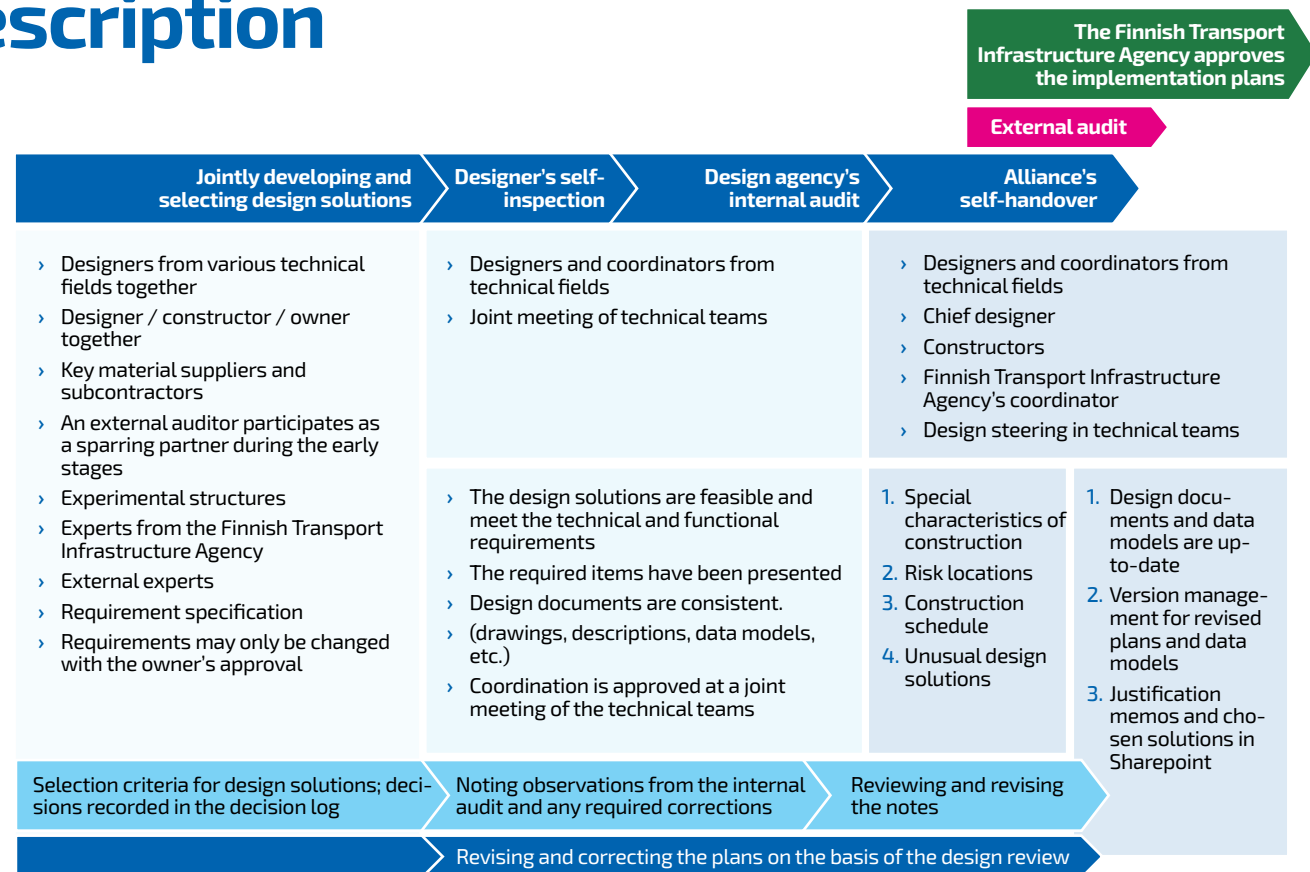 escription
The Finnish Transport
Infrastructure Agency approves
the implementation plans
External audit
Jointly developing and
selecting design solutions
Designer’s self-
inspection
Design agency’s
internal audit
Alliance’s
self-handover
› Designers from various technical
fields together
› Designer / constructor / owner
together
› Key material suppliers and
subcontractors
› An external auditor participates as
a sparring partner during the early
stages
› Experimental structures
› Experts from the Finnish Transport
Infrastructure Agency
› External experts
› Requirement specification
› Requirements may only be changed
with the owner’s approval
› Designers and coordinators from
technical fields
› Joint meeting of technical teams
› The design solutions are feasible and
meet the technical and functional
requirements
› The required items have been presented
› Design documents are consistent.
› (drawings, descriptions, data models,
etc.)
› Coordination is approved at a joint
meeting of the technical teams
› Designers and coordinators from
technical fields
› Chief designer
› Constructors
› Finnish Transport Infrastructure
Agency’s coordinator
› Design steering in technical teams
1. Special
characteristics of
construction
2. Risk locations
3. Construction
schedule
4. Unusual design
solutions
1. Design docu-
ments and data
models are up-
to-date
2. Version manage-
ment for revised
plans and data
models
3. Justification
memos and cho-
sen solutions in
Sharepoint
Selection criteria for design solutions; deci-
sions recorded in the decision log
Noting observations from the internal
audit and any required corrections
Reviewing and revising
the notes
Revising and correcting the plans on the basis of the design review